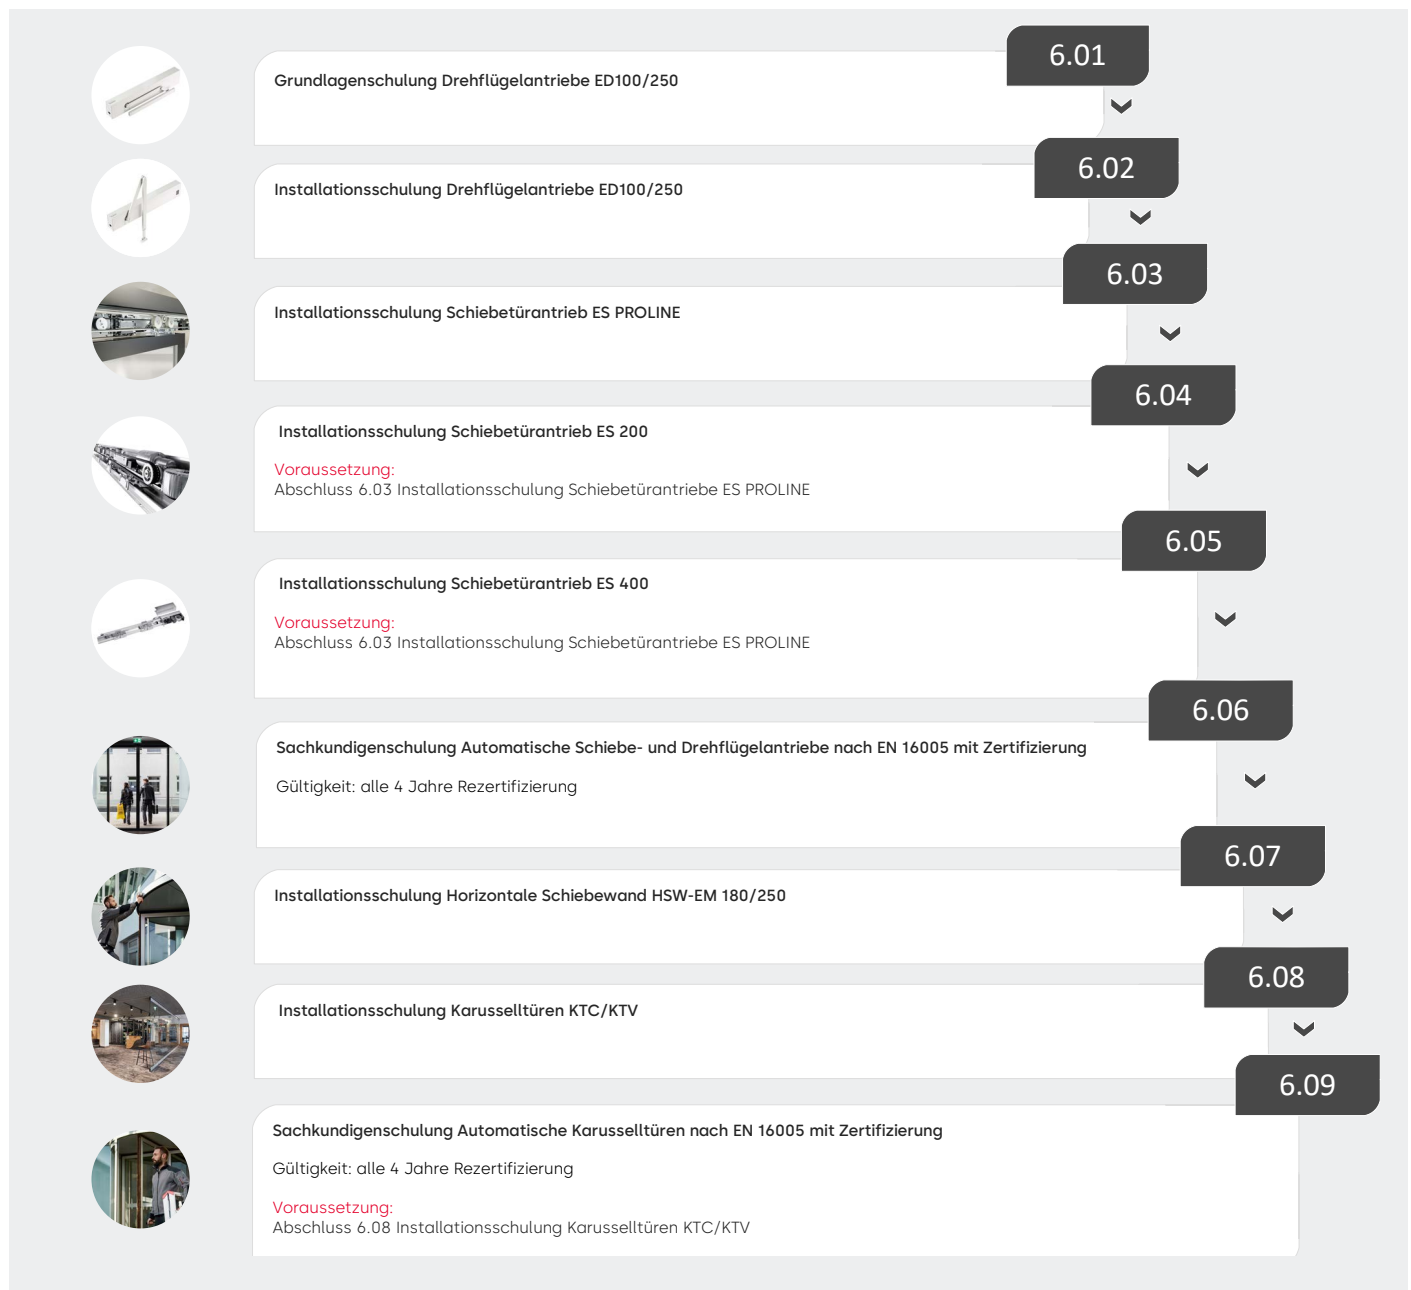 6.01
Grundlagenschulung Drehflügelantriebe ED100/250
6.02
Installationsschulung Drehflügelantriebe ED100/250
6.03
Installationsschulung Schiebetürantrieb ES PROLINE
6.04
Installationsschulung Schiebetürantrieb ES 200
Voraussetzung:
Abschluss 6.03 Installationsschulung Schiebetürantriebe ES PROLINE
6.05
Installationsschulung Schiebetürantrieb ES 400
Voraussetzung:
Abschluss 6.03 Installationsschulung Schiebetürantriebe ES PROLINE
6.06
Sachkundigenschulung Automatische Schiebe- und Drehflügelantriebe nach EN 16005 mit Zertifizierung
Gültigkeit: alle 4 Jahre Rezertifizierung
6.07
Installationsschulung Horizontale Schiebewand HSW-EM 180/250
6.08
Installationsschulung Karusselltüren KTC/KTV
6.09
Sachkundigenschulung Automatische Karusselltüren nach EN 16005 mit Zertifizierung
Gültigkeit: alle 4 Jahre Rezertifizierung
Voraussetzung:
Abschluss 6.08 Installationsschulung Karusselltüren KTC/KTV